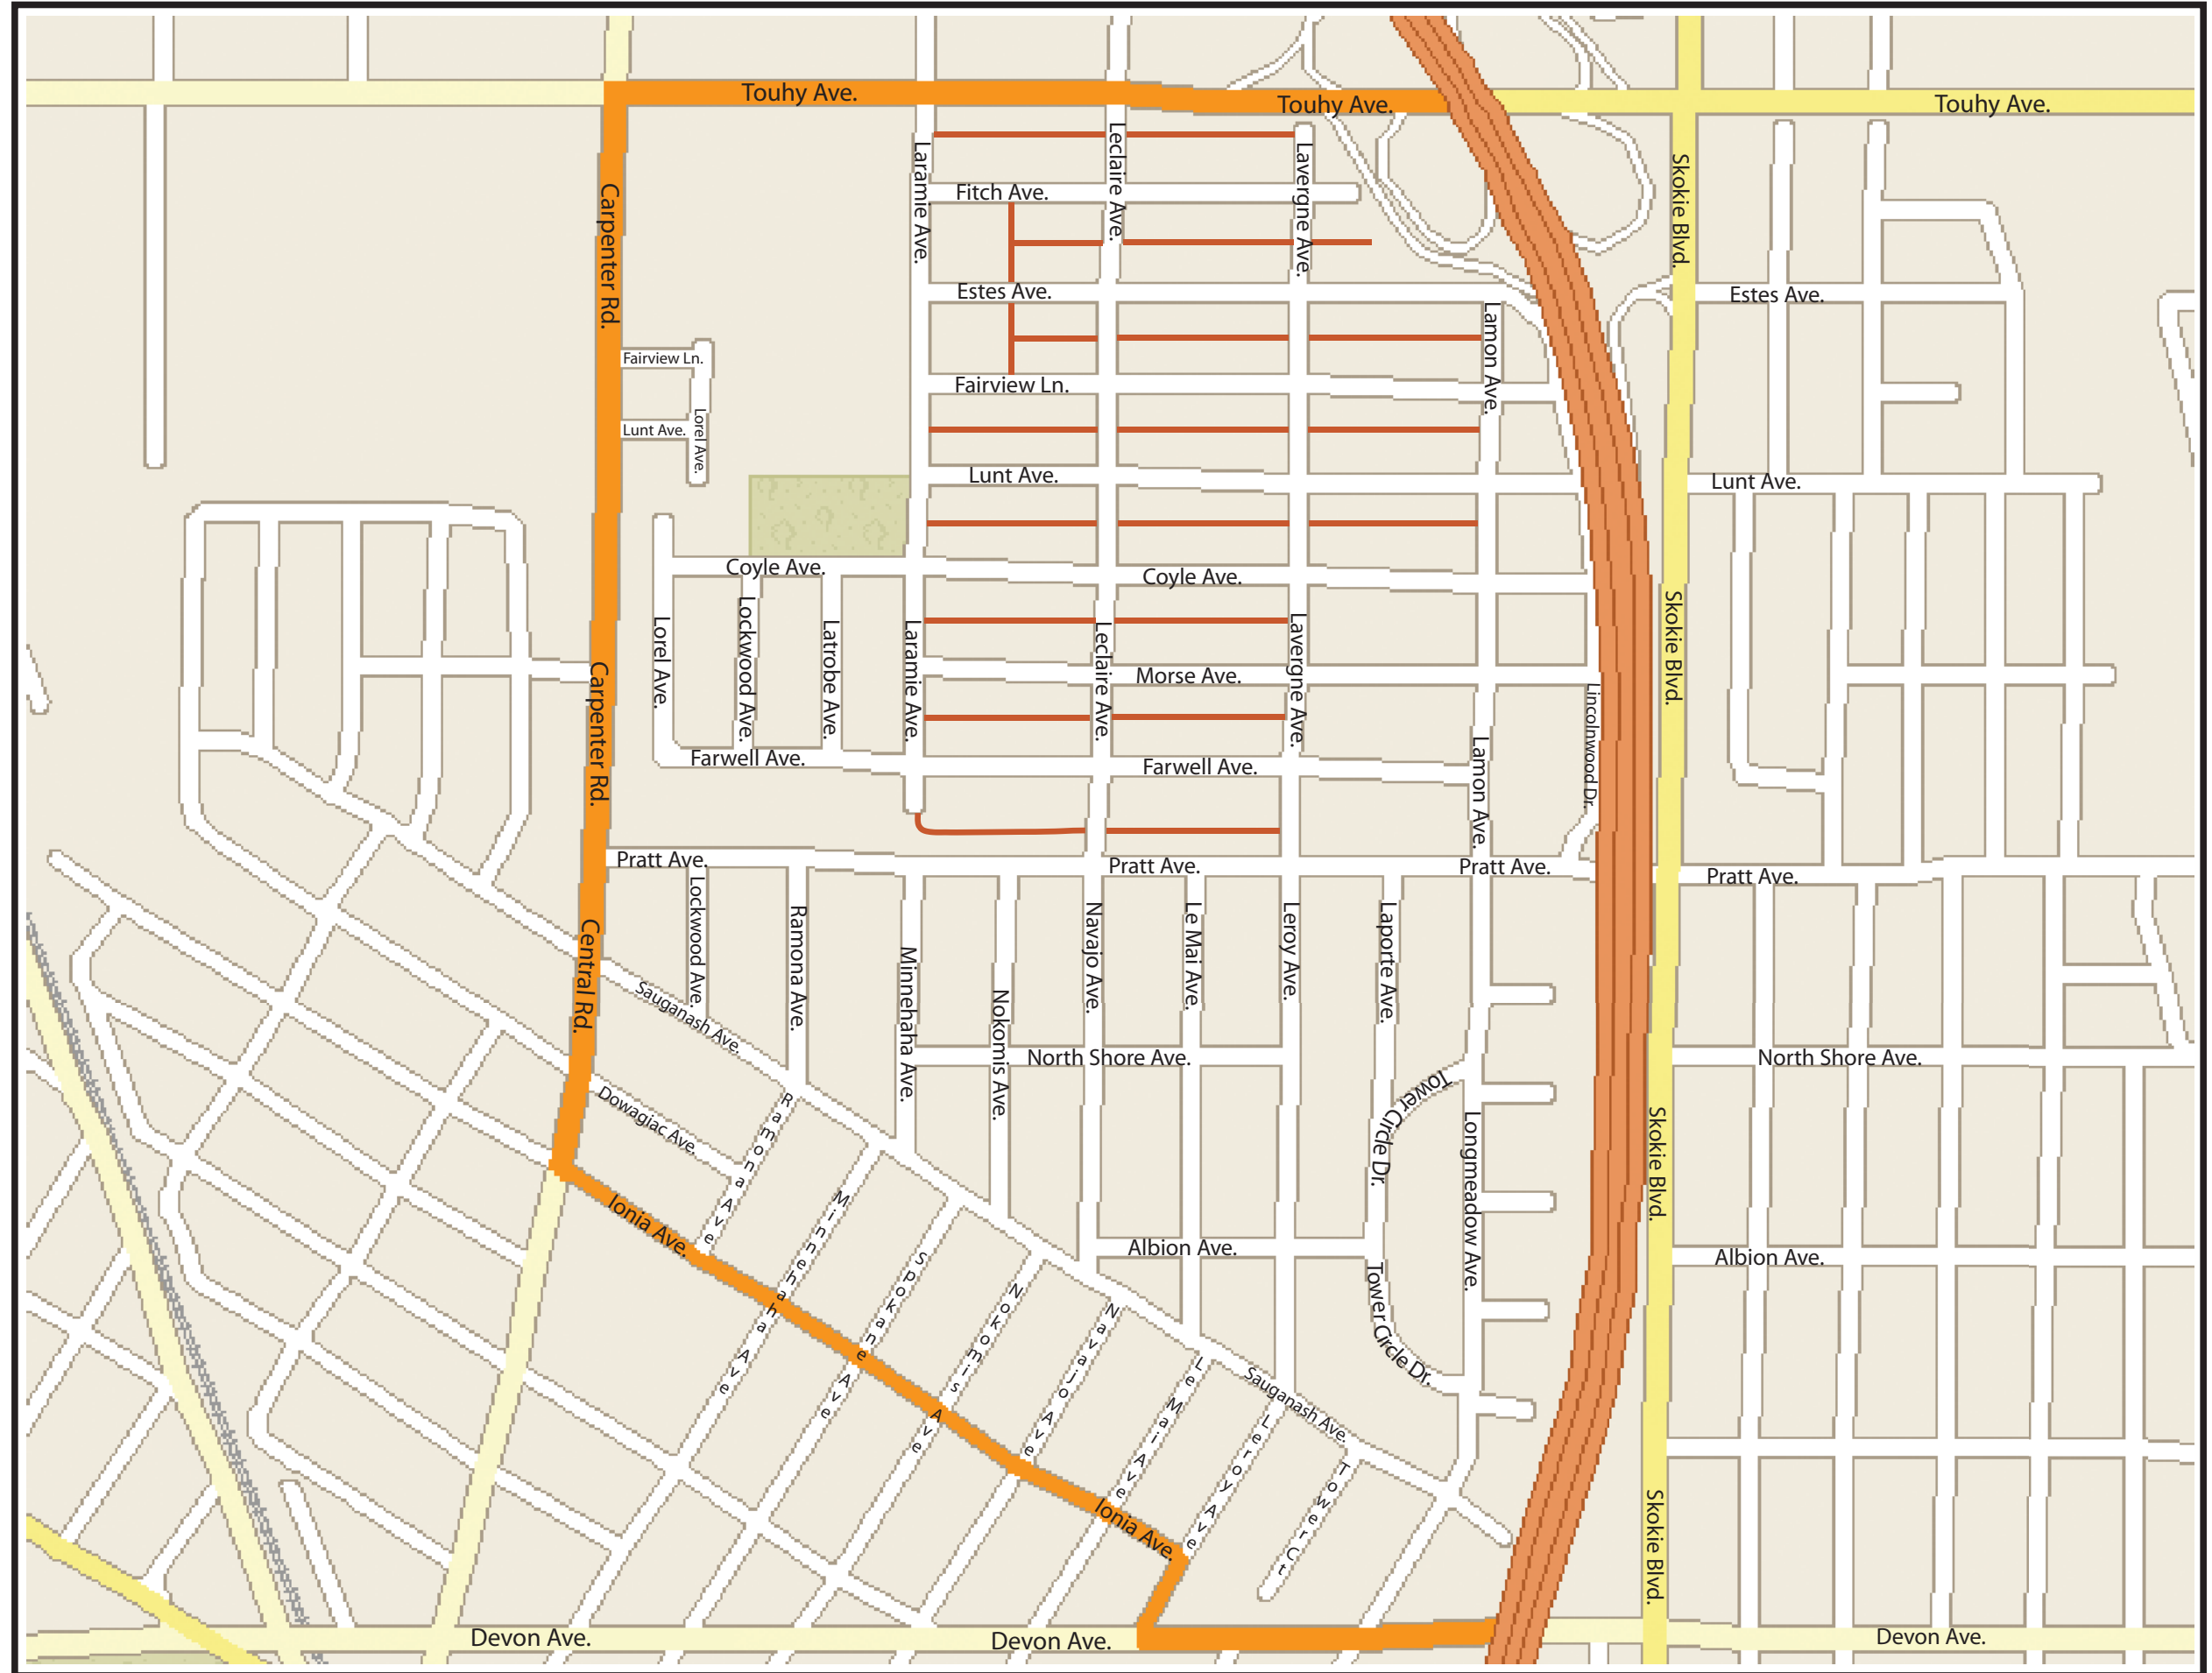 Touhy Ave.
Touhy Ave.
Touhy Ave.
Carpenter Rd.
Laramie Ave.
Leclaire Ave.
Lavergne Ave.
Skokie Blvd.
Fitch Ave.
Estes Ave.
Estes Ave.
Lamon Ave.
Fairview Ln.
Fairview Ln.
Lorel Ave.
Lunt Ave.
Lunt Ave.
Lunt Ave.
Coyle Ave.
Coyle Ave.
Carpenter Rd.
Lorel Ave.
Lockwood Ave.
Latrobe Ave.
Laramie Ave.
Leclaire Ave.
Lavergne Ave.
Skokie Blvd.
Morse Ave.
Lincolnwood Dr.
Lamon Ave.
Farwell Ave.
Farwell Ave.
Pratt Ave.
Pratt Ave.
Pratt Ave.
Pratt Ave.
Central Rd.
Lockwood Ave.
Ramona Ave.
Minnehaha Ave.
Nokomis Ave.
Navajo Ave.
Le Mai Ave.
Leroy Ave.
Laporte Ave.
Sauganash Ave.
North Shore Ave.
North Shore Ave.
Tower Circle Dr.
Longmeadow Ave.
Skokie Blvd.
Dowagiac Ave.
Ramona Ave
Ionia Ave.
Minnehaha Ave
Spokane Ave
Nokomis Ave
Navajo Ave
Albion Ave.
Albion Ave.
Tower Circle Dr.
Le Mai Ave
Sauganash Ave.
Leroy Ave
Tower Ct
Ionia Ave.
Skokie Blvd.
Devon Ave.
Devon Ave.
Devon Ave.